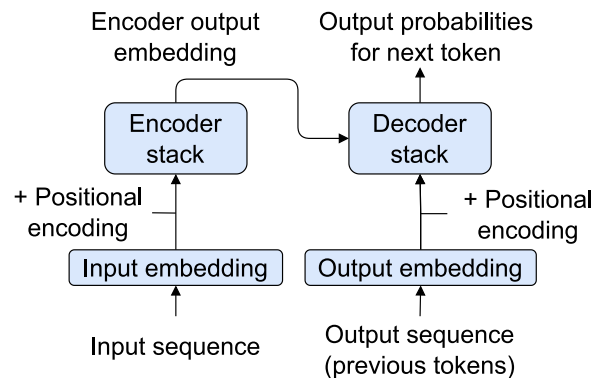 Encoder output
embedding
Output probabilities
for next token
Encoder
stack
Decoder
stack
+ Positional
encoding
+ Positional
encoding
Input embedding
Output embedding
Input sequence
Output sequence
(previous tokens)